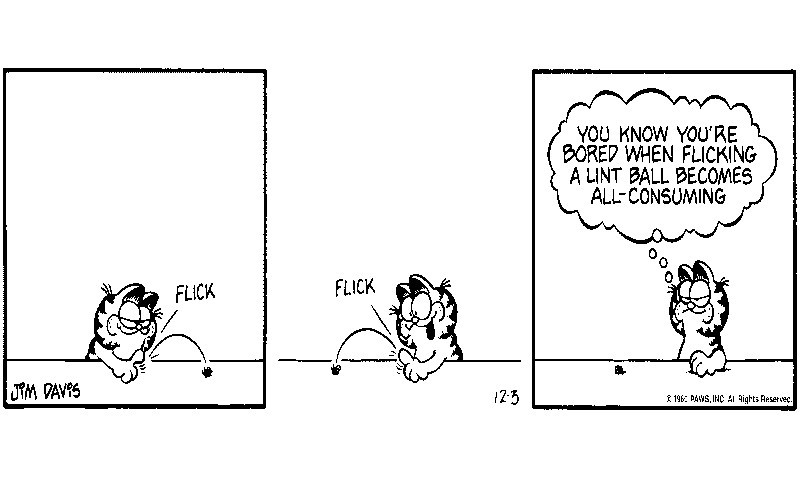 FLICK
JIM DAVIS
FLICK
12-3
YOU KNOW YOU'RE
BORED WHEN FLICKING
A LINT BALL BECOMES
ALL-CONSUMING
PAWS, INC. All Rights Reserved.